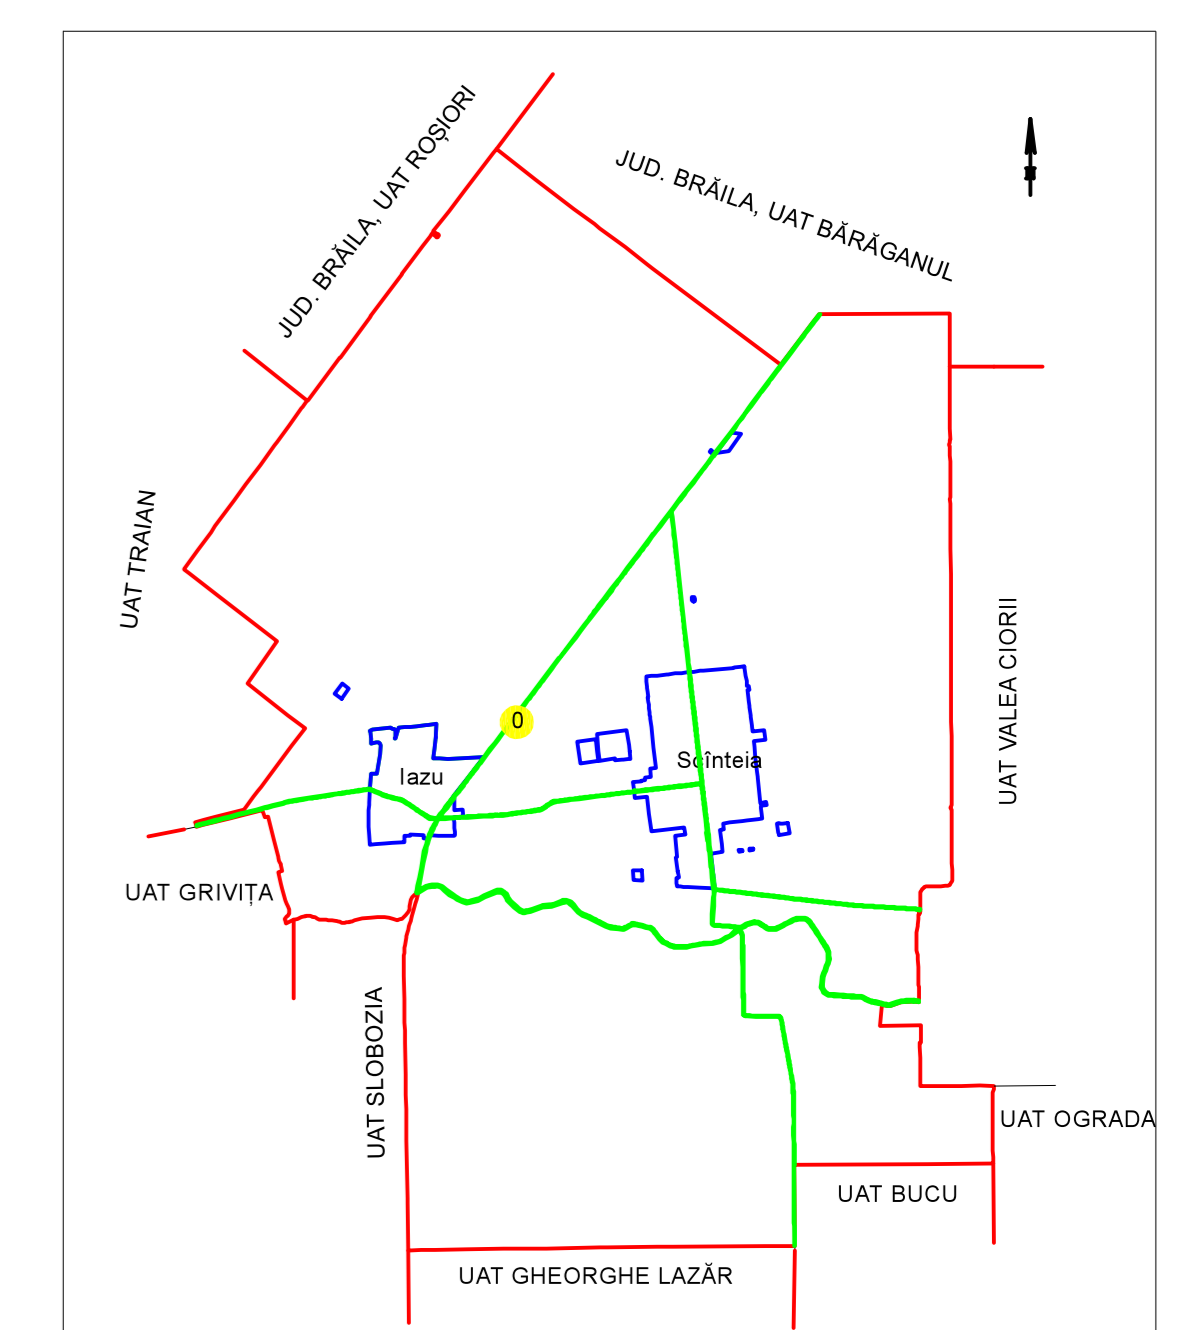 JUD. BRĂILA, UAT ROȘIORI
JUD. BRĂILA, UAT BĂRĂGANUL
UAT TRAIAN
UAT VALEA CIORII
0
Scînteia
Iazu
UAT GRIVIȚA
UAT SLOBOZIA
UAT OGRADA
UAT BUCU
UAT GHEORGHE LAZĂR